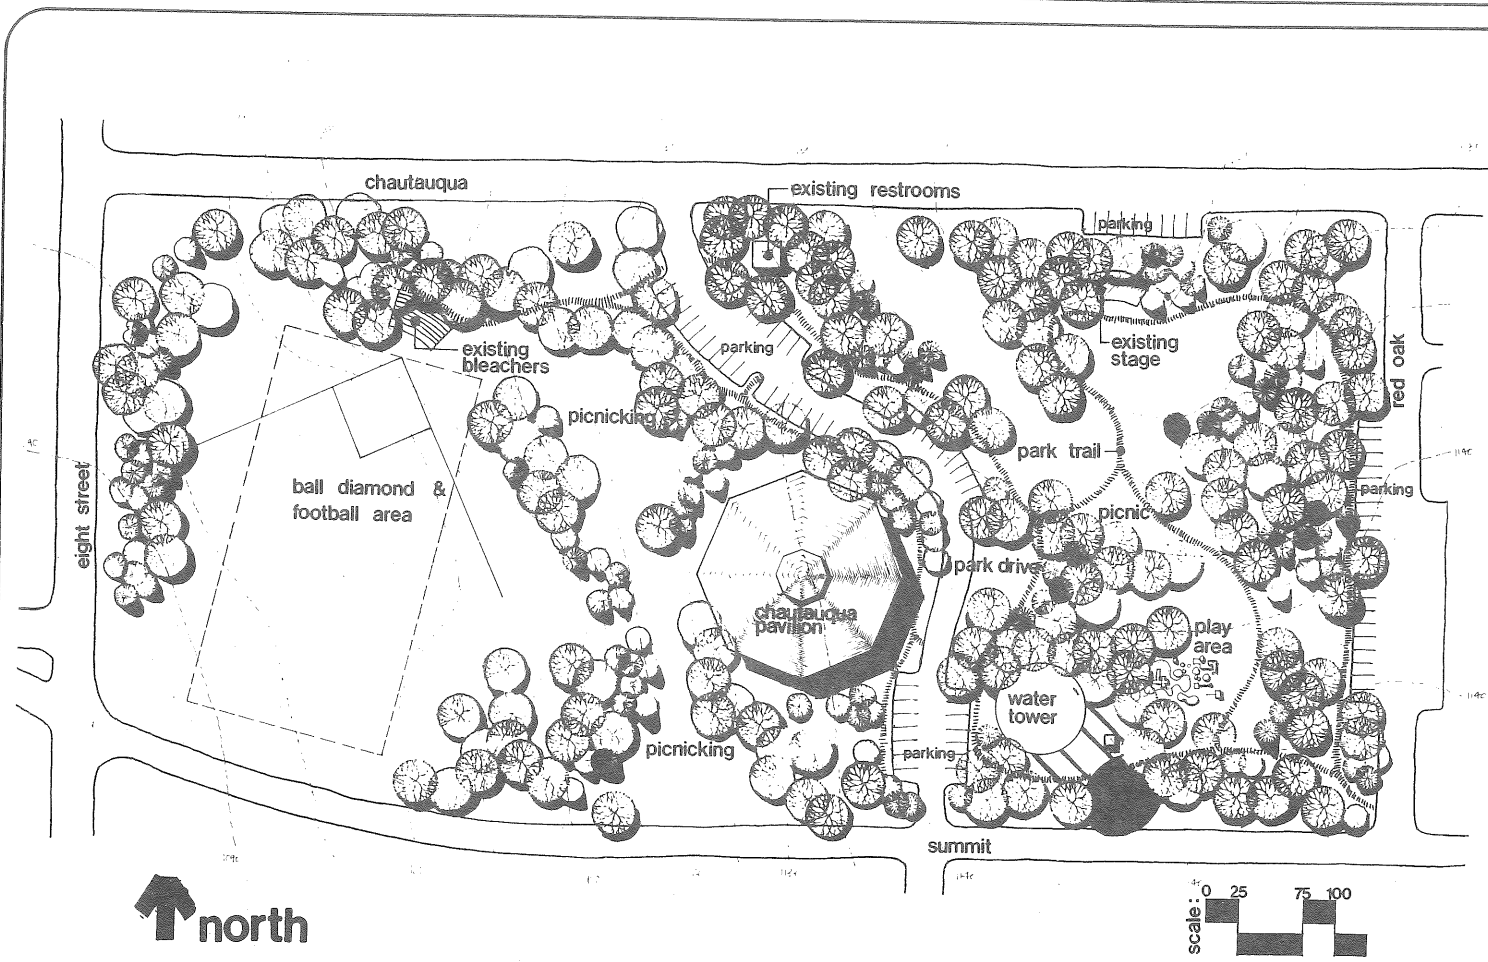 chautauqua
existing restrooms
parking
existing
bleachers
parking
existing
stage
red oak
picnicking
park trail
eight street
ball diamond &
football area
parking
picnic
park drive
chautauqua
pavilion
play
area
water
tower
picnicking
parking
summit
north
scale:
0 25 75 100